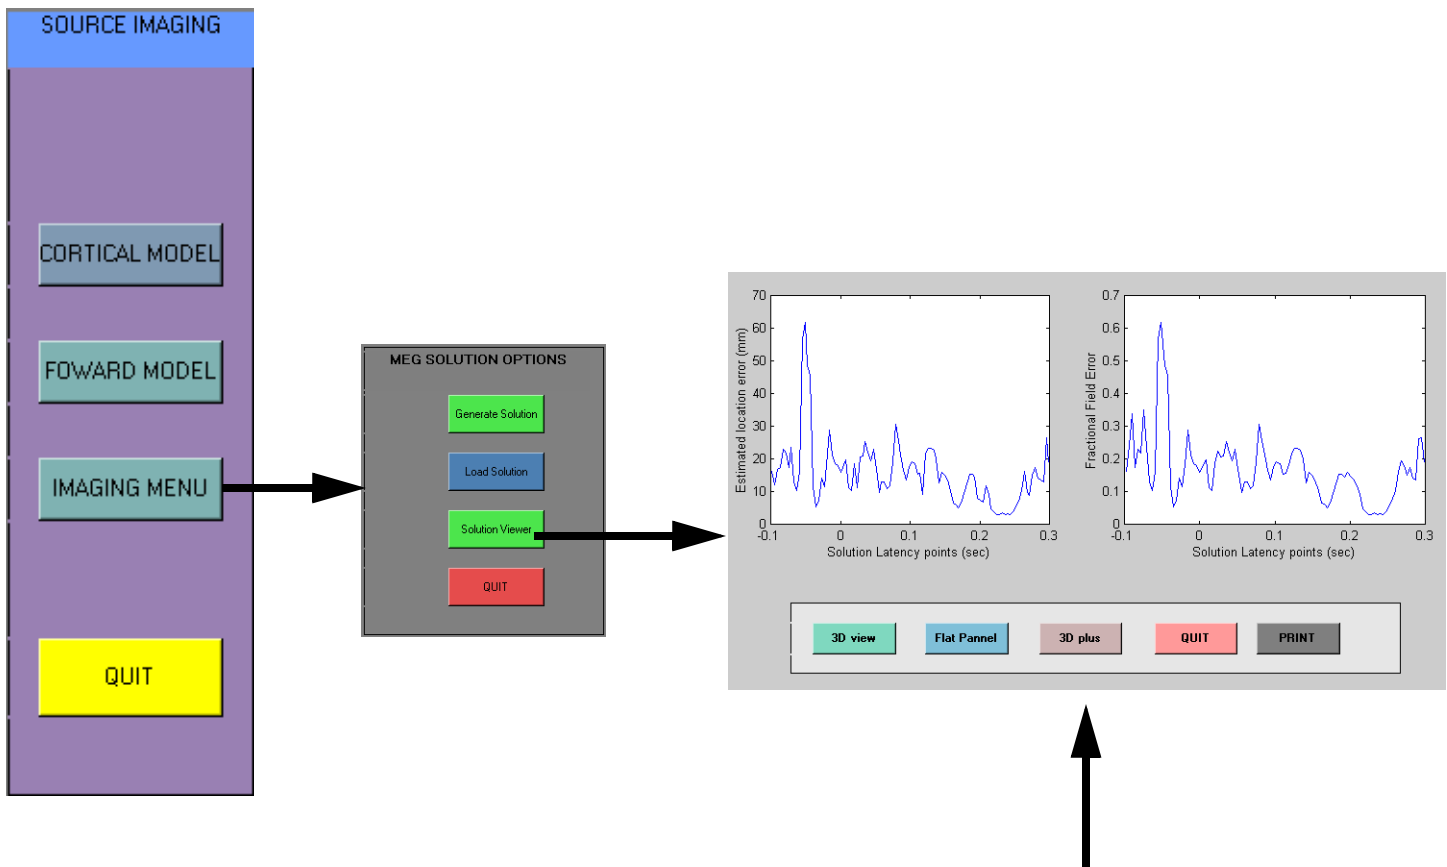 SOURCE IMAGING
CORTICAL MODEL
FOWARD MODEL
IMAGING MENU
QUIT
MEG SOLUTION OPTIONS
Generate Solution
Load Solution
Solution Viewer
QUIT
Estimated location error (mm)
70
60
50
40
30
20
10
0
-0.1 0 0.1 0.2 0.3
Solution Latency points (sec)
Fractional Field Error
0.7
0.6
0.5
0.4
0.3
0.2
0.1
0
-0.1 0 0.1 0.2 0.3
Solution Latency points (sec)
3D view Flat Pannel 3D plus QUIT PRINT